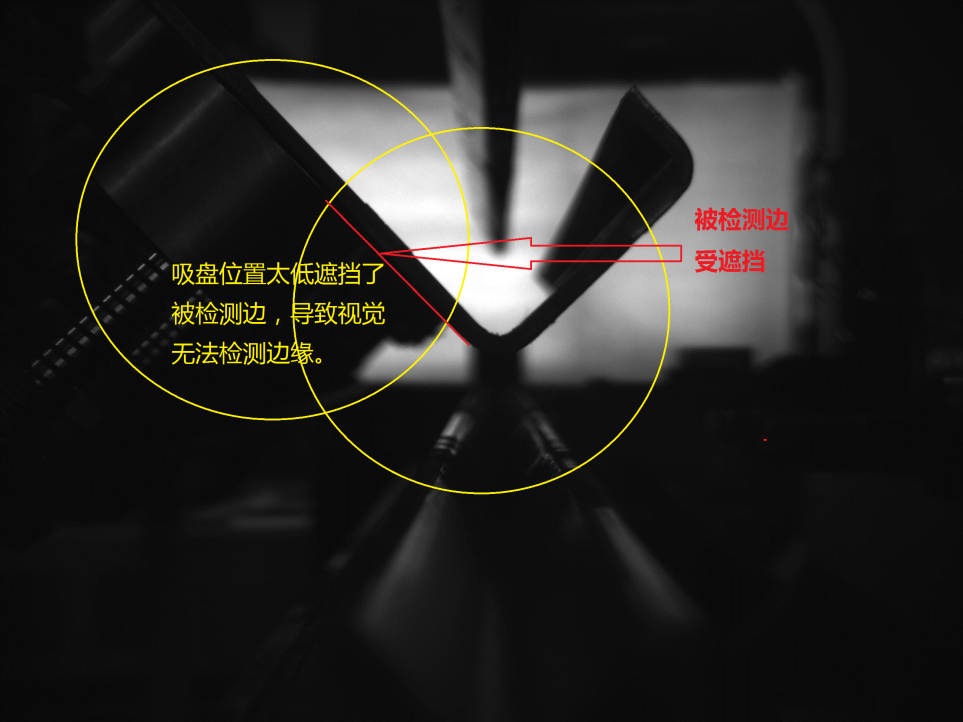 被检测边
受遮挡
吸盘位置太低遮挡了
被检测边，导致视觉
无法检测边缘。